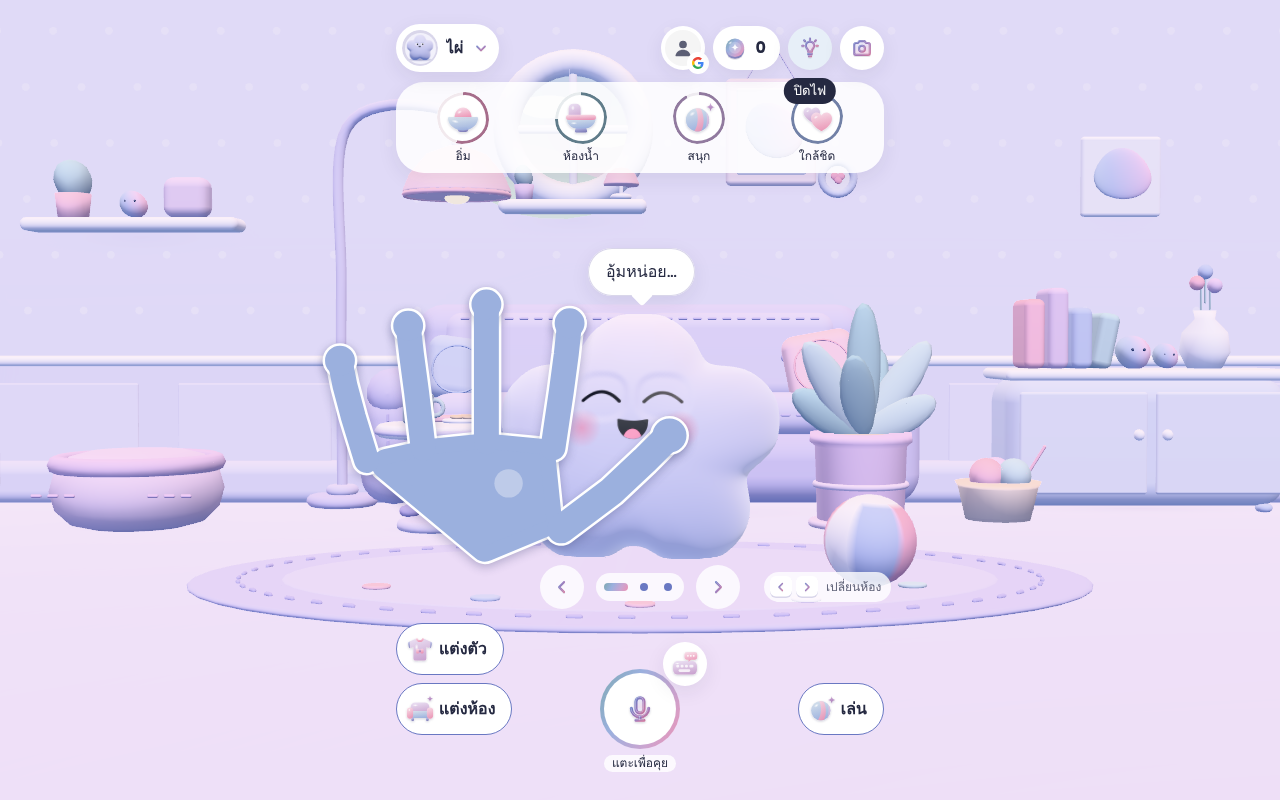 ไผ่
0
ปิดไฟ
อิ่ม
ห้องน้ำ
สนุก
ใกล้ชิด
อุ้มหน่อย...
เปลี่ยนห้อง
แต่งตัว
แต่งห้อง
เล่น
แตะเพื่อคุย